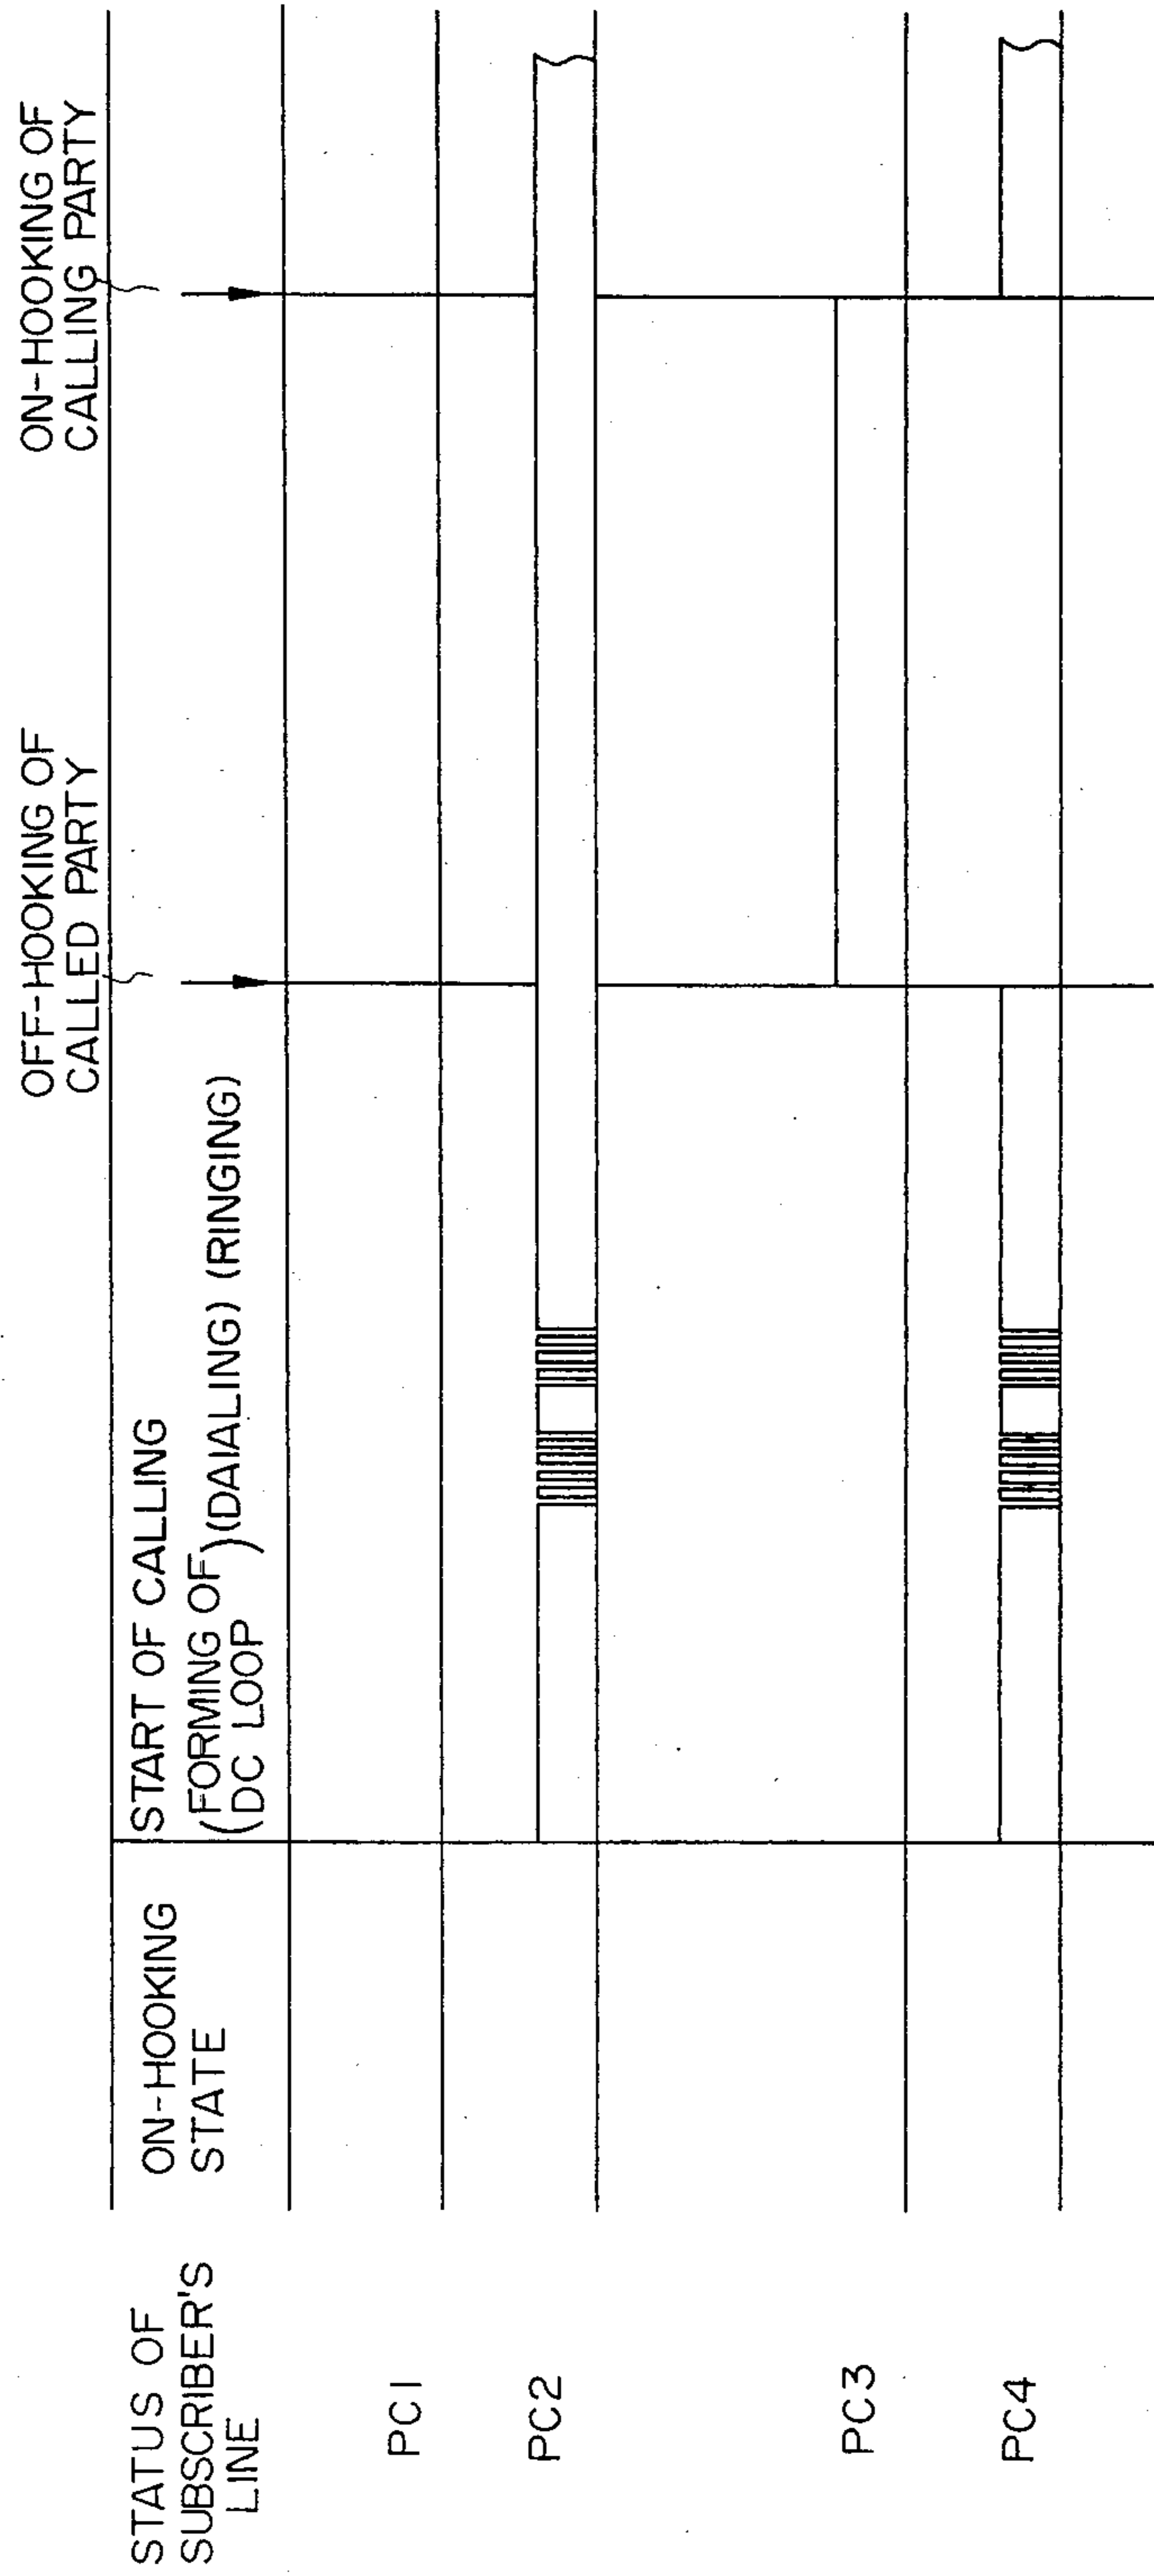 STATUS OF
SUBSCRIBER'S
LINE
ON-HOOKING
STATE
START OF CALLING
(FORMING OF
DC LOOP)
(DAIALING)
(RINGING)
OFF-HOOKING OF
CALLED PARTY
ON-HOOKING OF
CALLING PARTY
PC1
PC2
PC3
PC4